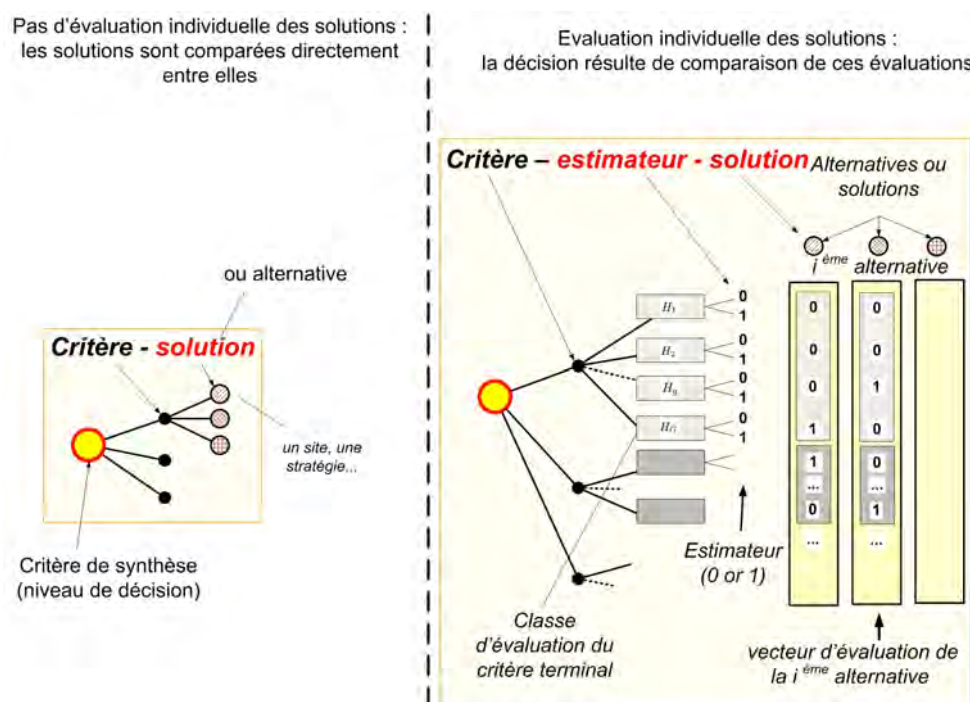 Pas d'évaluation individuelle des solutions :
les solutions sont comparées directement
entre elles
ou alternative
Critère - solution
un site, une
stratégie...
Critère de synthèse
(niveau de décision)
Evaluation individuelle des solutions :
la décision résulte de comparaison de ces évaluations
Critère – estimateur - solution
Alternatives ou
solutions
i ème alternative
H1
0
1
H2
0
1
0
1
0
1
0
0
0
1
1
...
0
...
0
0
1
0
0
...
1
...
Estimateur
(0 or 1)
Classe
d'évaluation du
critère terminal
vecteur d'évaluation de
la i ème alternative